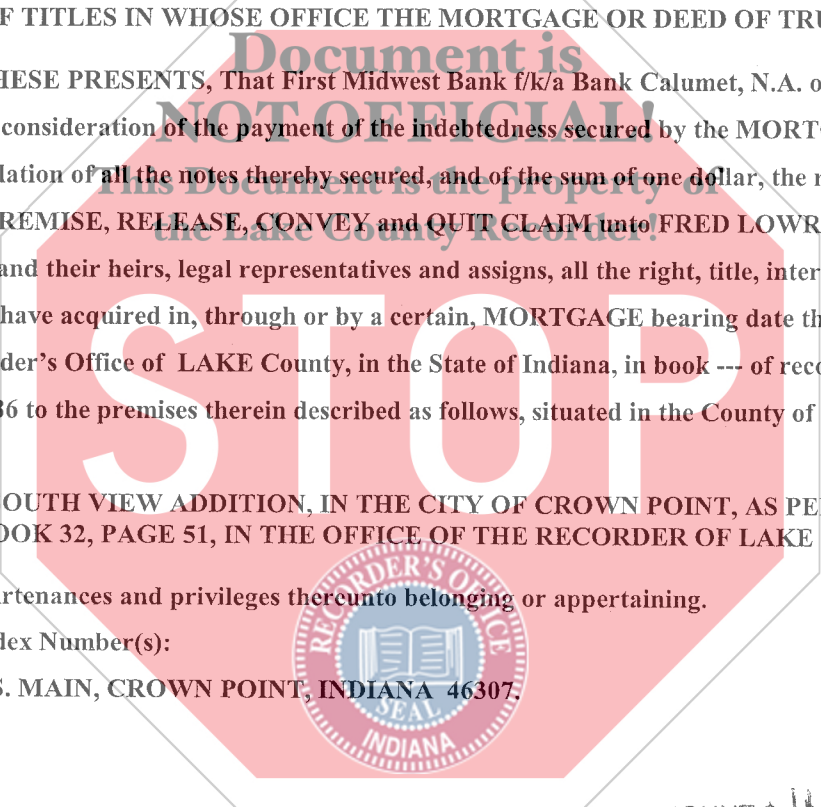 F TITLES IN WHOSE OFFICE THE MORTGAGE OR DEED OF TRU
Document is
HESE PRESENTS, That First Midwest Bank f/k/a Bank Calumet, N.A. o
NOT OFFICIAL!
consideration of the payment of the indebtedness secured by the MORT
This Document is the property of
lation of all the notes thereby secured, and of the sum of one dollar, the r
the Lake County Recorder!
REMISE, RELEASE, CONVEY and QUIT CLAIM unto FRED LOWR
and their heirs, legal representatives and assigns, all the right, title, inter
have acquired in, through or by a certain, MORTGAGE bearing date th
der's Office of LAKE County, in the State of Indiana, in book --- of reco
36 to the premises therein described as follows, situated in the County of
STOP
OUTH VIEW ADDITION, IN THE CITY OF CROWN POINT, AS PE
OOK 32, PAGE 51, IN THE OFFICE OF THE RECORDER OF LAKE
rtenances and privileges thereunto belonging or appertaining.
dex Number(s):
S. MAIN, CROWN POINT, INDIANA 46307.
RECORDER'S OFFICE
SEAL
INDIANA